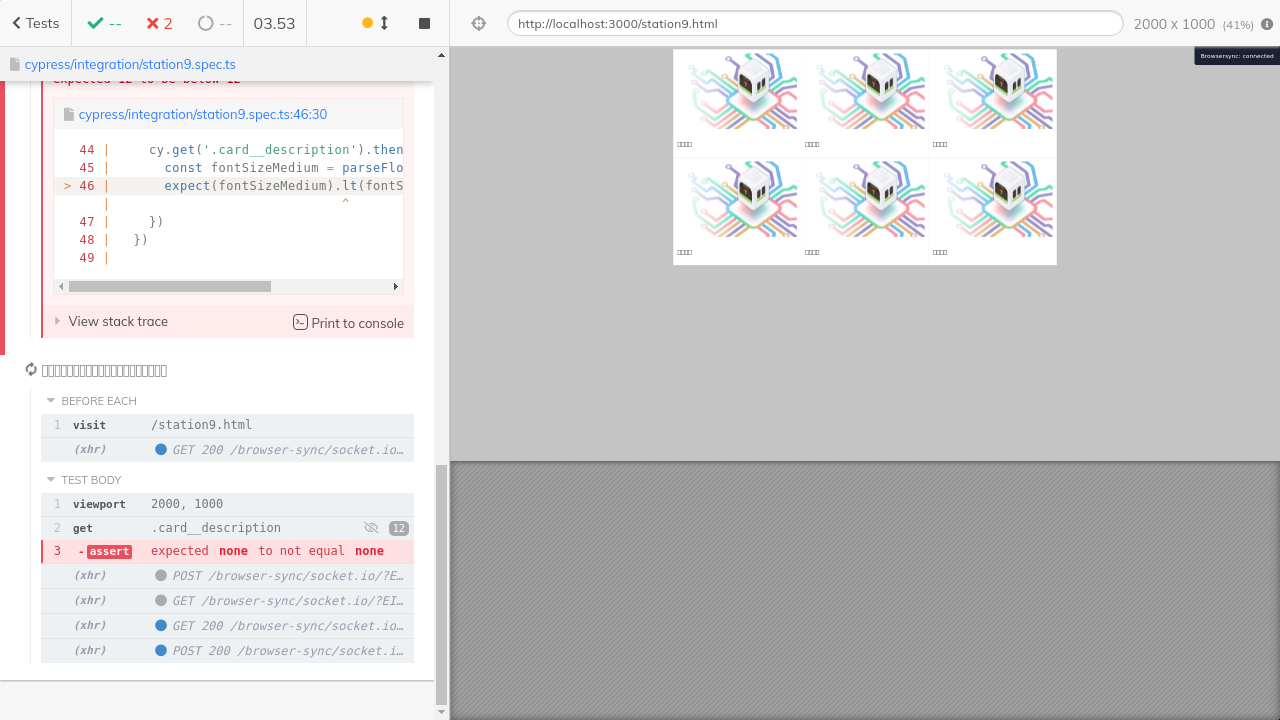 Tests
--
2
--
03.53
http://localhost:3000/station9.html
2000 x 1000 (41%)
cypress/integration/station9.spec.ts
Browsersync: connected
expected 12 to be below 12
cypress/integration/station9.spec.ts:46:30
44 | cy.get('.card__description').then
45 | const fontSizeMedium = parseFlo
> 46 | expect(fontSizeMedium).lt(fontS
| ^
47 | })
48 | })
49 |
View stack trace
Print to console
BEFORE EACH
1 visit /station9.html
(xhr) GET 200 /browser-sync/socket.io…
TEST BODY
1 viewport 2000, 1000
2 get .card__description 12
3 -assert expected none to not equal none
(xhr) POST /browser-sync/socket.io/?E…
(xhr) GET /browser-sync/socket.io/?EI…
(xhr) GET 200 /browser-sync/socket.io…
(xhr) POST 200 /browser-sync/socket.i…